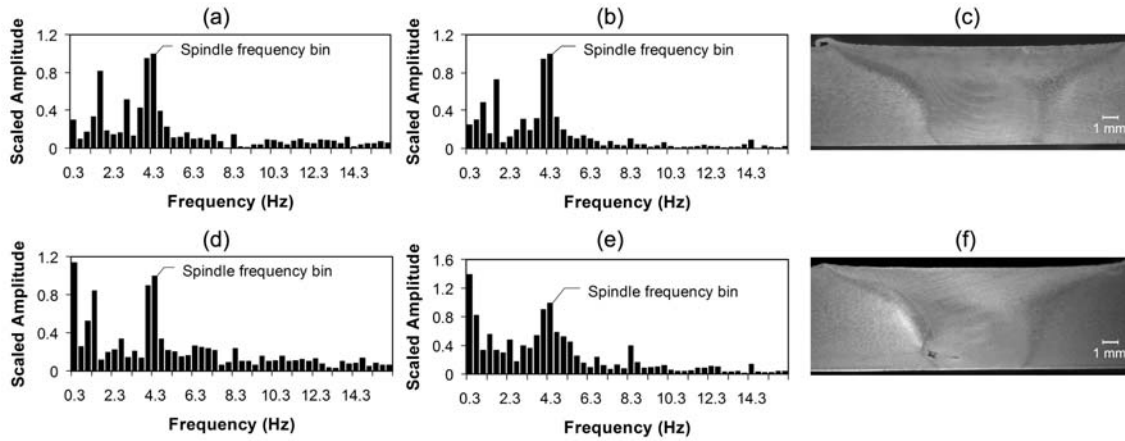 (a)
Scaled Amplitude
1.2
0.8
0.4
0
Spindle frequency bin
0.3 2.3 4.3 6.3 8.3 10.3 12.3 14.3
Frequency (Hz)
(b)
Scaled Amplitude
1.2
0.8
0.4
0
Spindle frequency bin
0.3 2.3 4.3 6.3 8.3 10.3 12.3 14.3
Frequency (Hz)
(c)
1 mm
(d)
Scaled Amplitude
1.2
0.8
0.4
0
Spindle frequency bin
0.3 2.3 4.3 6.3 8.3 10.3 12.3 14.3
Frequency (Hz)
(e)
Scaled Amplitude
1.6
1.2
0.8
0.4
0
Spindle frequency bin
0.3 2.3 4.3 6.3 8.3 10.3 12.3 14.3
Frequency (Hz)
(f)
1 mm